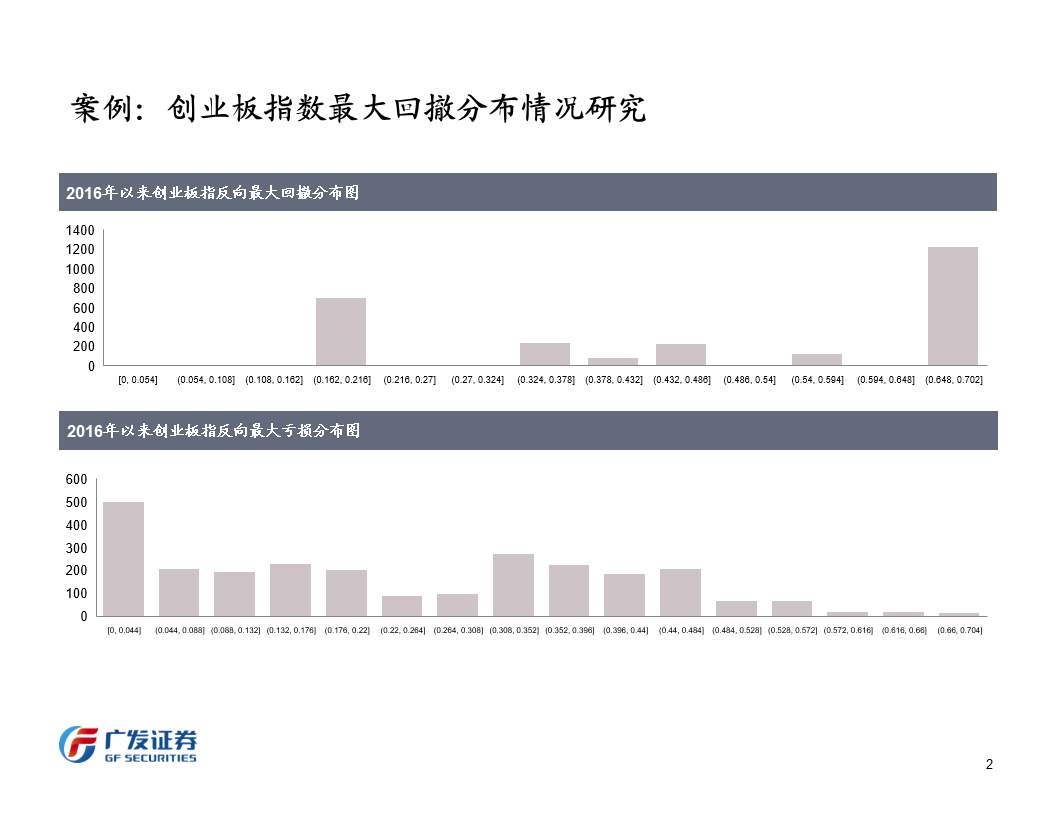 案例：创业板指数最大回撤分布情况研究
2016年以来创业板指反向最大回撤分布图
1400
1200
1000
800
600
400
200
0
[0, 0.054] (0.054, 0.108] (0.108, 0.162] (0.162, 0.216] (0.216, 0.27] (0.27, 0.324] (0.324, 0.378] (0.378, 0.432] (0.432, 0.486] (0.486, 0.54] (0.54, 0.594] (0.594, 0.648] (0.648, 0.702]
2016年以来创业板指反向最大亏损分布图
600
500
400
300
200
100
0
[0, 0.044] (0.044, 0.088] (0.088, 0.132] (0.132, 0.176] (0.176, 0.22] (0.22, 0.264] (0.264, 0.308] (0.308, 0.352] (0.352, 0.396] (0.396, 0.44] (0.44, 0.484] (0.484, 0.528] (0.528, 0.572] (0.572, 0.616] (0.616, 0.66] (0.66, 0.704]
广发证券
GF SECURITIES
2